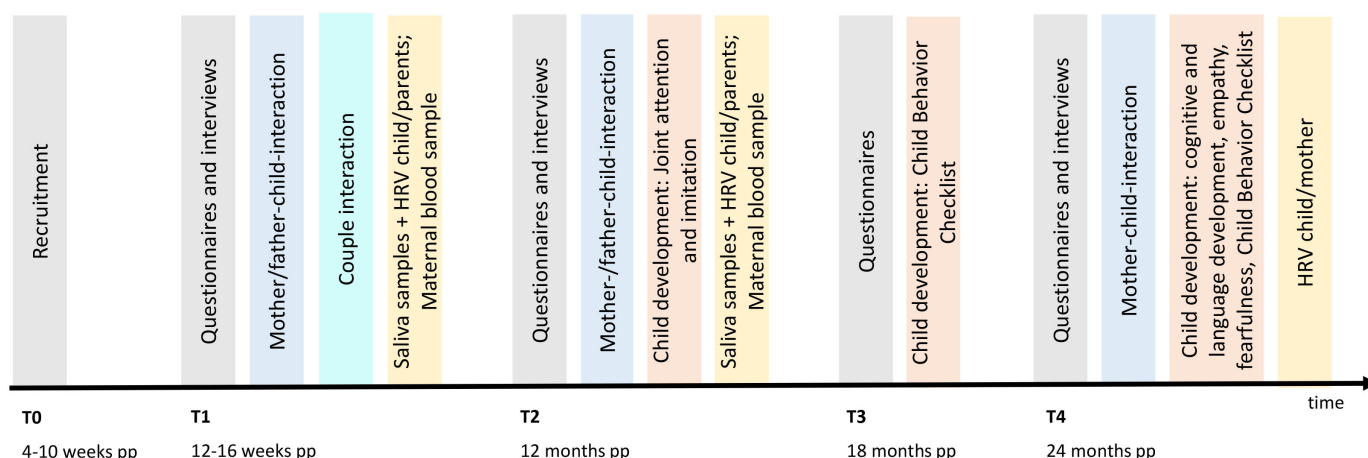 Recruitment
Questionnaires and interviews
Mother/father-child-interaction
Couple interaction
Saliva samples + HRV child/parents;
Maternal blood sample
Questionnaires and interviews
Mother-/father-child-interaction
Child development: Joint attention
and imitation
Saliva samples + HRV child/parents;
Maternal blood sample
Questionnaires
Child development: Child Behavior
Checklist
Questionnaires and interviews
Mother-child-interaction
Child development: cognitive and
language development, empathy,
fearfulness, Child Behavior Checklist
HRV child/mother
time
T0
T1
T2
T3
T4
4-10 weeks pp
12-16 weeks pp
12 months pp
18 months pp
24 months pp